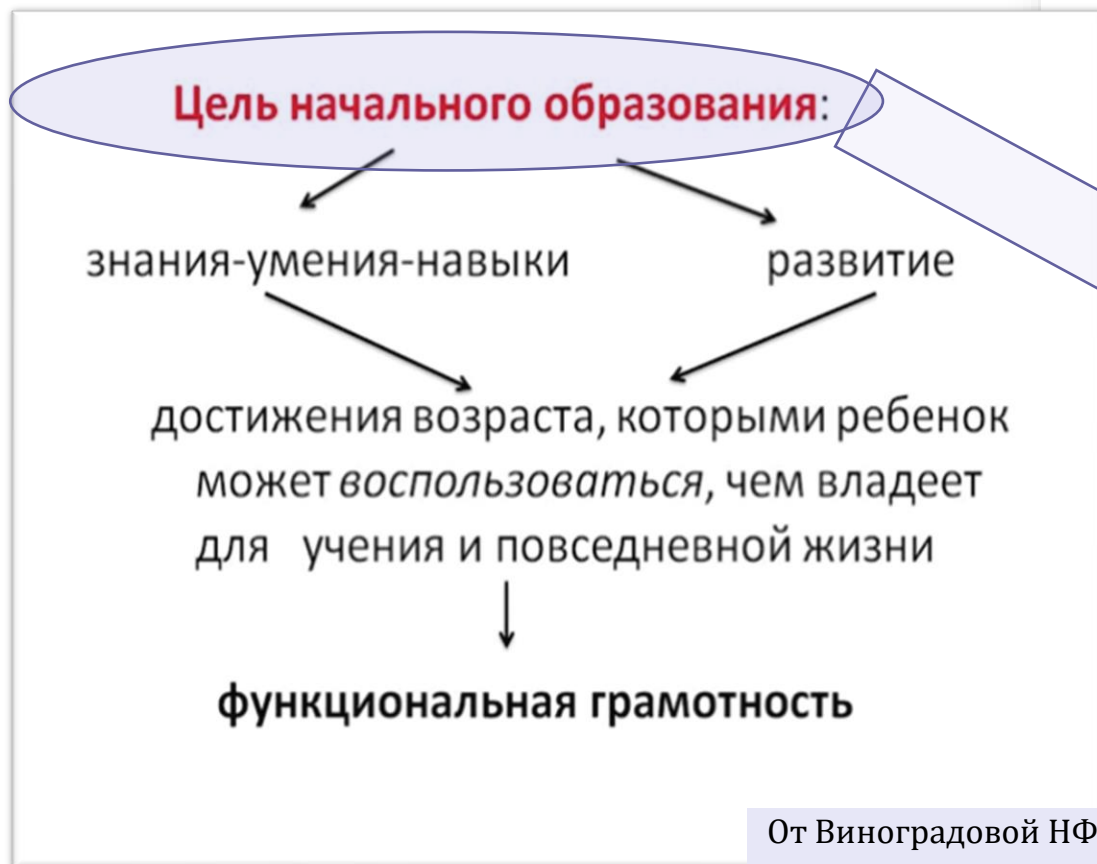 Цель начального образования:
знания-умения-навыки развитие
достижения возраста, которыми ребенок
может воспользоваться, чем владеет
для учения и повседневной жизни
функциональная грамотность
От Виноградовой НФ